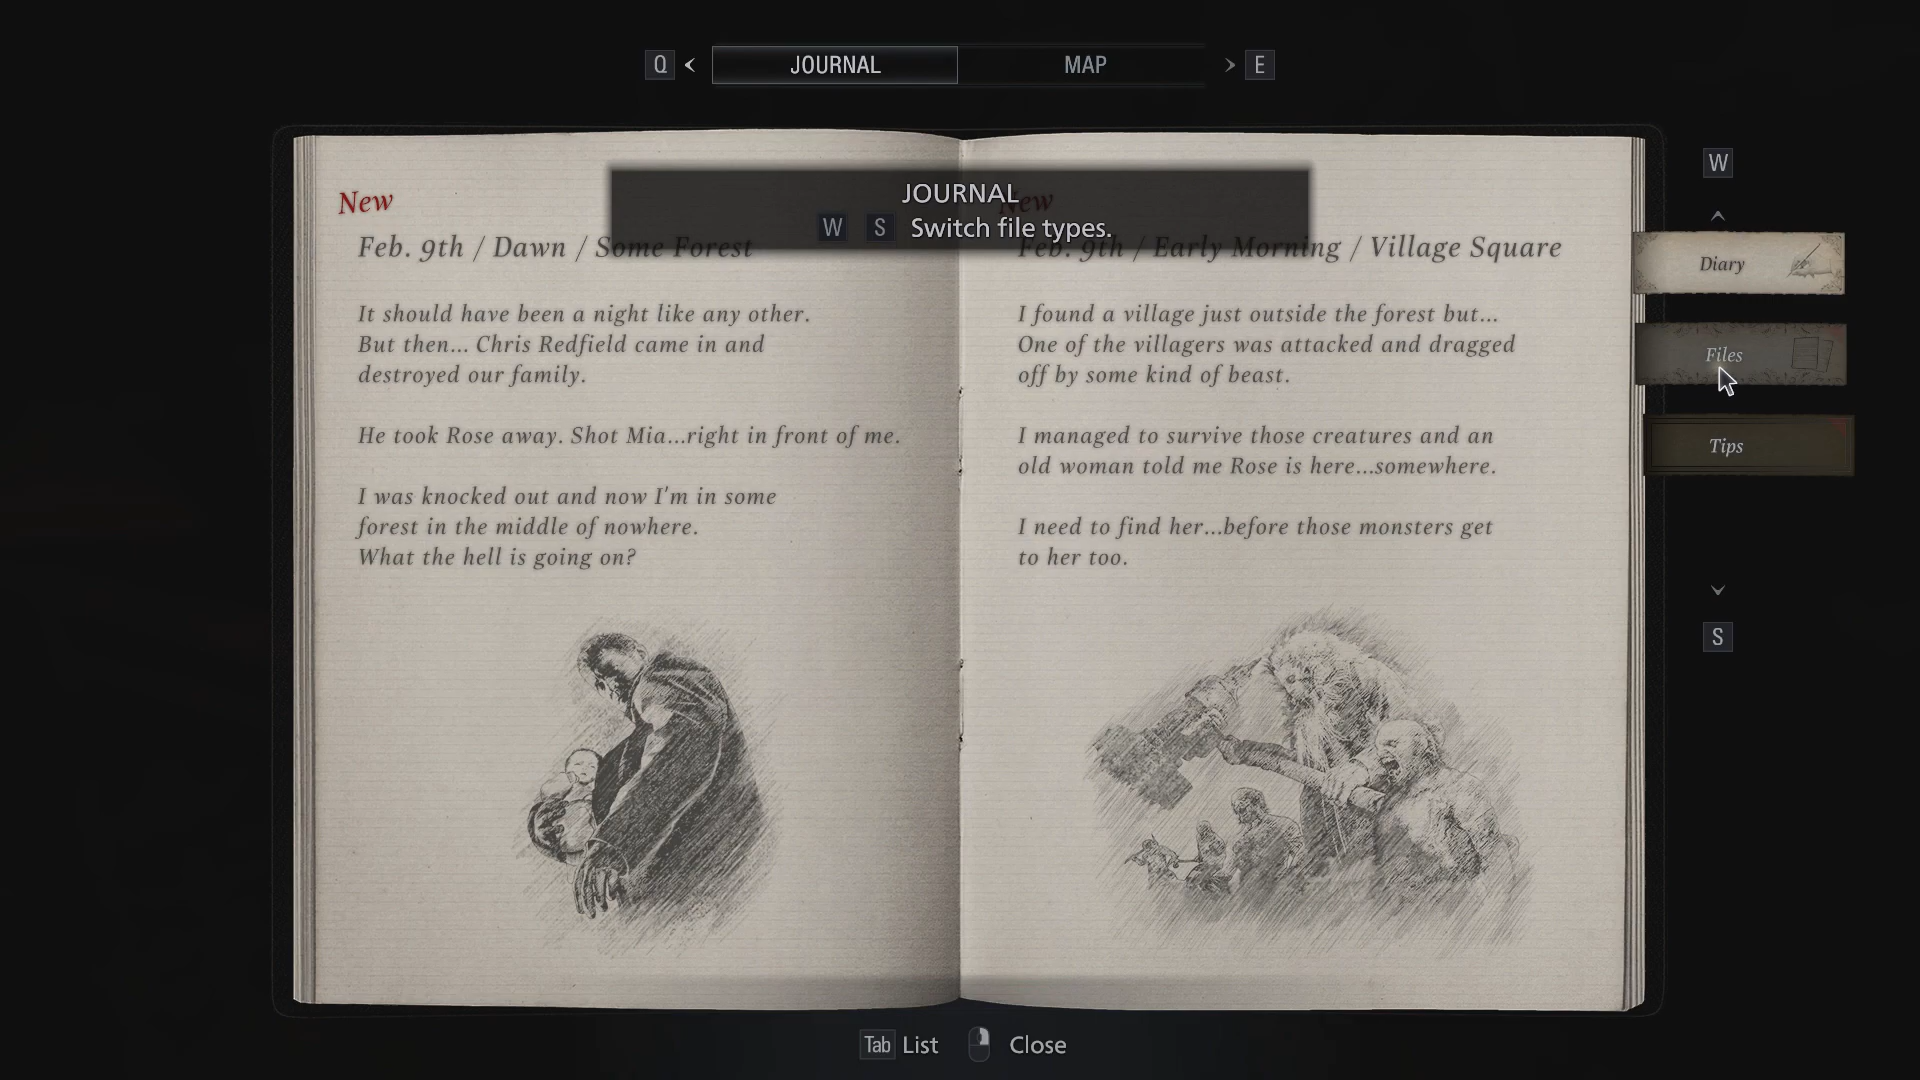 Q JOURNAL MAP E
JOURNAL
W S Switch file types.
New
Feb. 9th / Dawn / Some Forest
It should have been a night like any other.
But then... Chris Redfield came in and
destroyed our family.
He took Rose away. Shot Mia...right in front of me.
I was knocked out and now I'm in some
forest in the middle of nowhere.
What the hell is going on?
New
Feb. 9th / Early Morning / Village Square
I found a village just outside the forest but...
One of the villagers was attacked and dragged
off by some kind of beast.
I managed to survive those creatures and an
old woman told me Rose is here...somewhere.
I need to find her...before those monsters get
to her too.
W
Diary
Files
Tips
S
Tab List Close